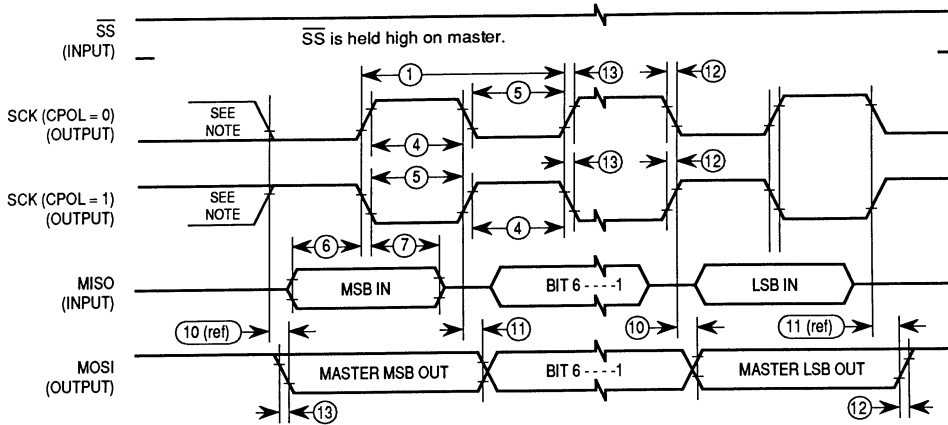 SS
(INPUT)
SS is held high on master.
1
13
12
5
SCK (CPOL = 0)
(OUTPUT)
SEE
NOTE
4
13
12
5
SCK (CPOL = 1)
(OUTPUT)
SEE
NOTE
4
6
7
MISO
(INPUT)
MSB IN
BIT 6 - - - - 1
LSB IN
10 (ref)
11
10
11 (ref)
MOSI
(OUTPUT)
MASTER MSB OUT
BIT 6 - - - - 1
MASTER LSB OUT
13
12